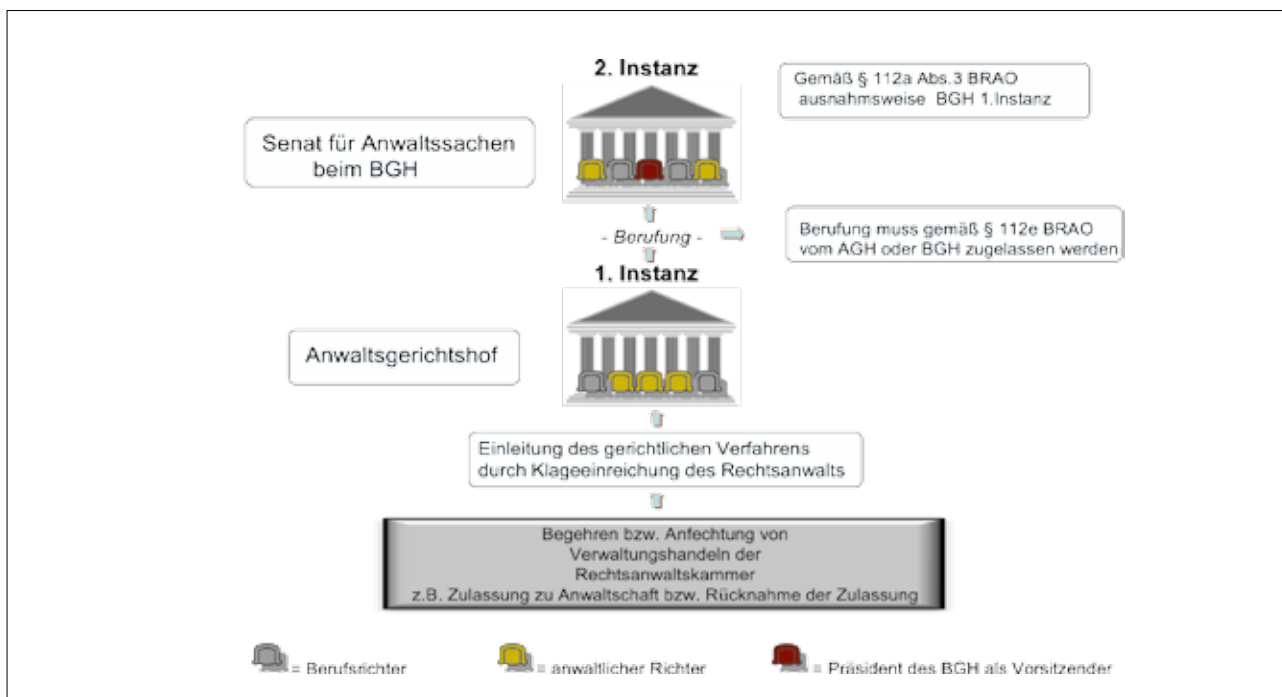 2. Instanz
Gemäß § 112a Abs.3 BRAO
ausnahmsweise BGH 1.Instanz
Senat für Anwaltssachen
beim BGH
- Berufung -
Berufung muss gemäß § 112e BRAO
vom AGH oder BGH zugelassen werden
1. Instanz
Anwaltsgerichtshof
Einleitung des gerichtlichen Verfahrens
durch Klageeinreichung des Rechtsanwalts
Begehren bzw. Anfechtung von
Verwaltungshandeln der
Rechtsanwaltskammer
z.B. Zulassung zu Anwaltschaft bzw. Rücknahme der Zulassung
= Berufsrichter
= anwaltlicher Richter
= Präsident des BGH als Vorsitzender